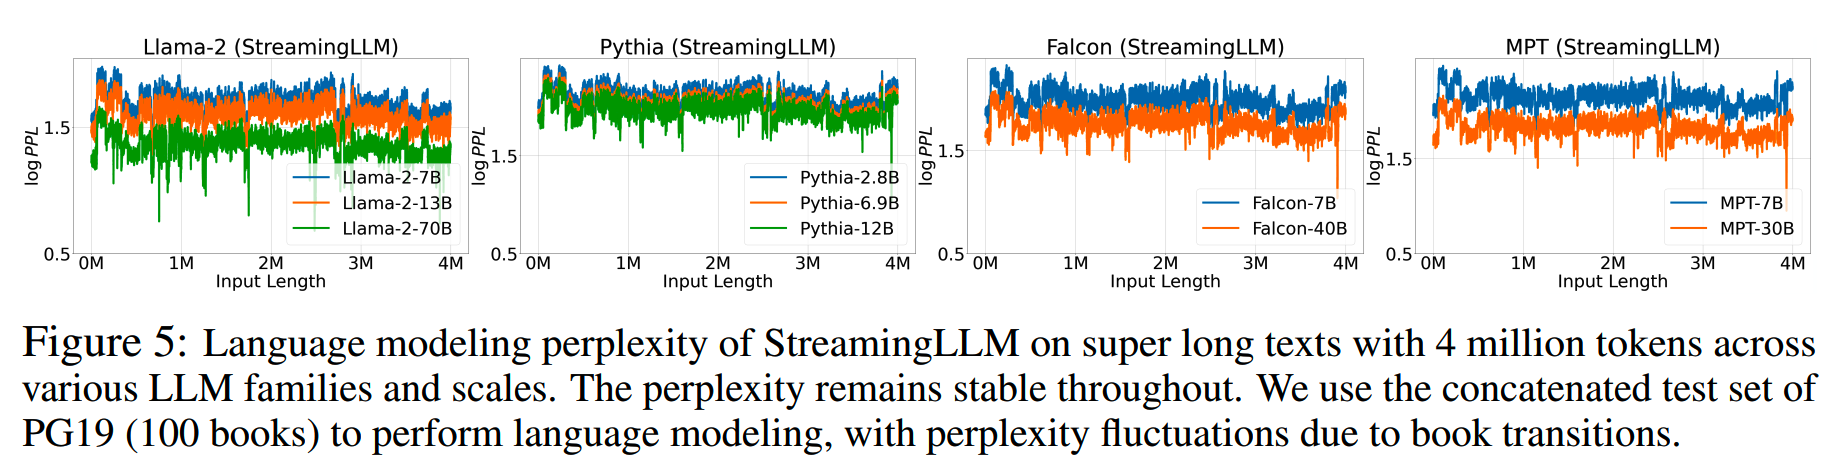 Llama-2 (StreamingLLM)
log PPL
1.5
0.5
Llama-2-7B
Llama-2-13B
Llama-2-70B
0M 1M 2M 3M 4M
Input Length
Pythia (StreamingLLM)
log PPL
1.5
0.5
Pythia-2.8B
Pythia-6.9B
Pythia-12B
0M 1M 2M 3M 4M
Input Length
Falcon (StreamingLLM)
log PPL
1.5
0.5
Falcon-7B
Falcon-40B
0M 1M 2M 3M 4M
Input Length
MPT (StreamingLLM)
log PPL
1.5
0.5
MPT-7B
MPT-30B
0M 1M 2M 3M 4M
Input Length
Figure 5: Language modeling perplexity of StreamingLLM on super long texts with 4 million tokens across
various LLM families and scales. The perplexity remains stable throughout. We use the concatenated test set of
PG19 (100 books) to perform language modeling, with perplexity fluctuations due to book transitions.